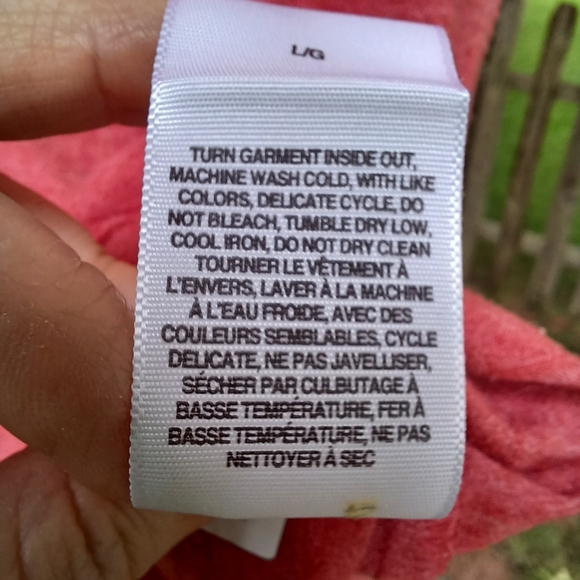 L/G
TURN GARMENT INSIDE OUT,
MACHINE WASH COLD, WITH LIKE
COLORS, DELICATE CYCLE, DO
NOT BLEACH, TUMBLE DRY LOW,
COOL IRON, DO NOT DRY CLEAN
TOURNER LE VÊTEMENT À
L'ENVERS, LAVER À LA MACHINE
À L'EAU FROIDE, AVEC DES
COULEURS SEMBLABLES, CYCLE
DELICATE, NE PAS JAVELLISER,
SÉCHER PAR CULBUTAGE À
BASSE TEMPÉRATURE, FER À
BASSE TEMPÉRATURE, NE PAS
NETTOYER À SEC